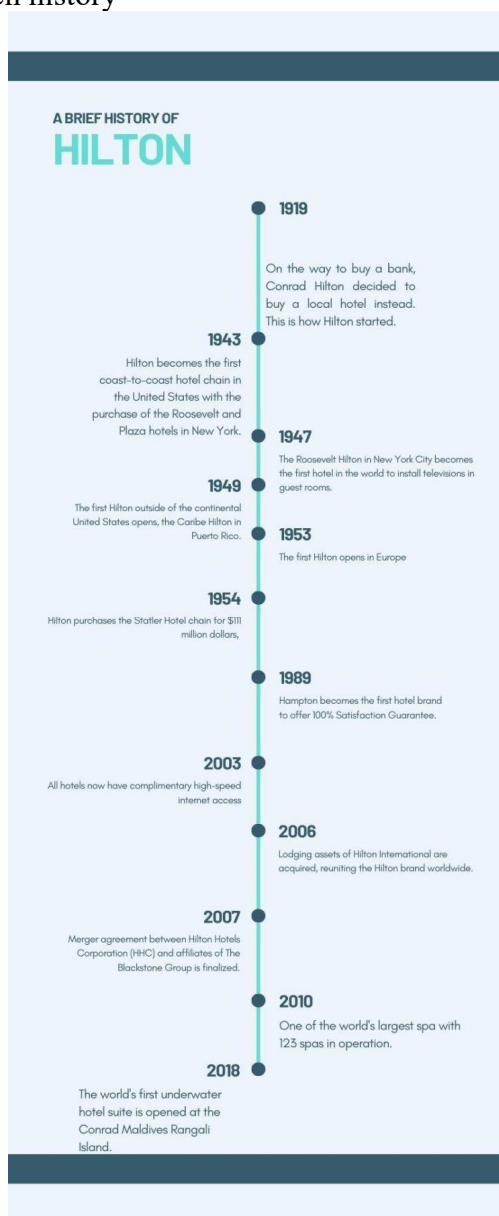 A BRIEF HISTORY OF
HILTON
1919
On the way to buy a bank,
Conrad Hilton decided to
buy a local hotel instead.
This is how Hilton started.
1943
Hilton becomes the first
coast-to-coast hotel chain in
the United States with the
purchase of the Roosevelt and
Plaza hotels in New York.
1947
The Roosevelt Hilton in New York City becomes
the first hotel in the world to install televisions in
guest rooms.
1949
The first Hilton outside of the continental
United States opens, the Caribe Hilton in
Puerto Rico.
1953
The first Hilton opens in Europe
1954
Hilton purchases the Statler Hotel chain for $111
million dollars,
1989
Hampton becomes the first hotel brand
to offer 100% Satisfaction Guarantee.
2003
All hotels now have complimentary high-speed
internet access
2006
Lodging assets of Hilton International are
acquired, reuniting the Hilton brand worldwide.
2007
Merger agreement between Hilton Hotels
Corporation (HHC) and affiliates of The
Blackstone Group is finalized.
2010
One of the world's largest spa with
123 spas in operation.
2018
The world's first underwater
hotel suite is opened at the
Conrad Maldives Rangali
Island.